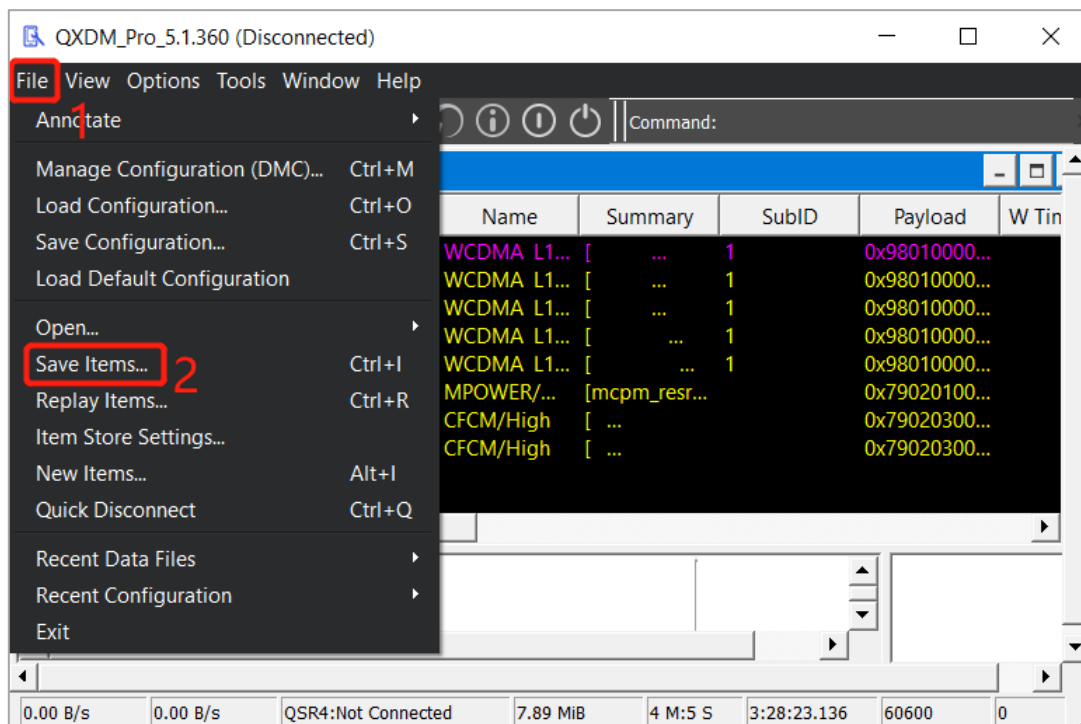 QXDM_Pro_5.1.360 (Disconnected)
File View Options Tools Window Help
1
Annotate
Command:
Manage Configuration (DMC)... Ctrl+M
Load Configuration... Ctrl+O
Save Configuration... Ctrl+S
Load Default Configuration
Open...
Save Items... Ctrl+I
2
Replay Items... Ctrl+R
Item Store Settings...
New Items... Alt+I
Quick Disconnect Ctrl+Q
Recent Data Files
Recent Configuration
Exit
Name Summary SubID Payload W Tin
WCDMA L1... [ ... 1 0x98010000...
WCDMA L1... [ ... 1 0x98010000...
WCDMA L1... [ ... 1 0x98010000...
WCDMA L1... [ ... 1 0x98010000...
WCDMA L1... [ ... 1 0x98010000...
MPOWER/... [mcpm_resr... 0x79020100...
CFCM/High [ ... 0x79020300...
CFCM/High [ ... 0x79020300...
0.00 B/s 0.00 B/s QSR4:Not Connected 7.89 MiB 4 M:5 S 3:28:23.136 60600 0